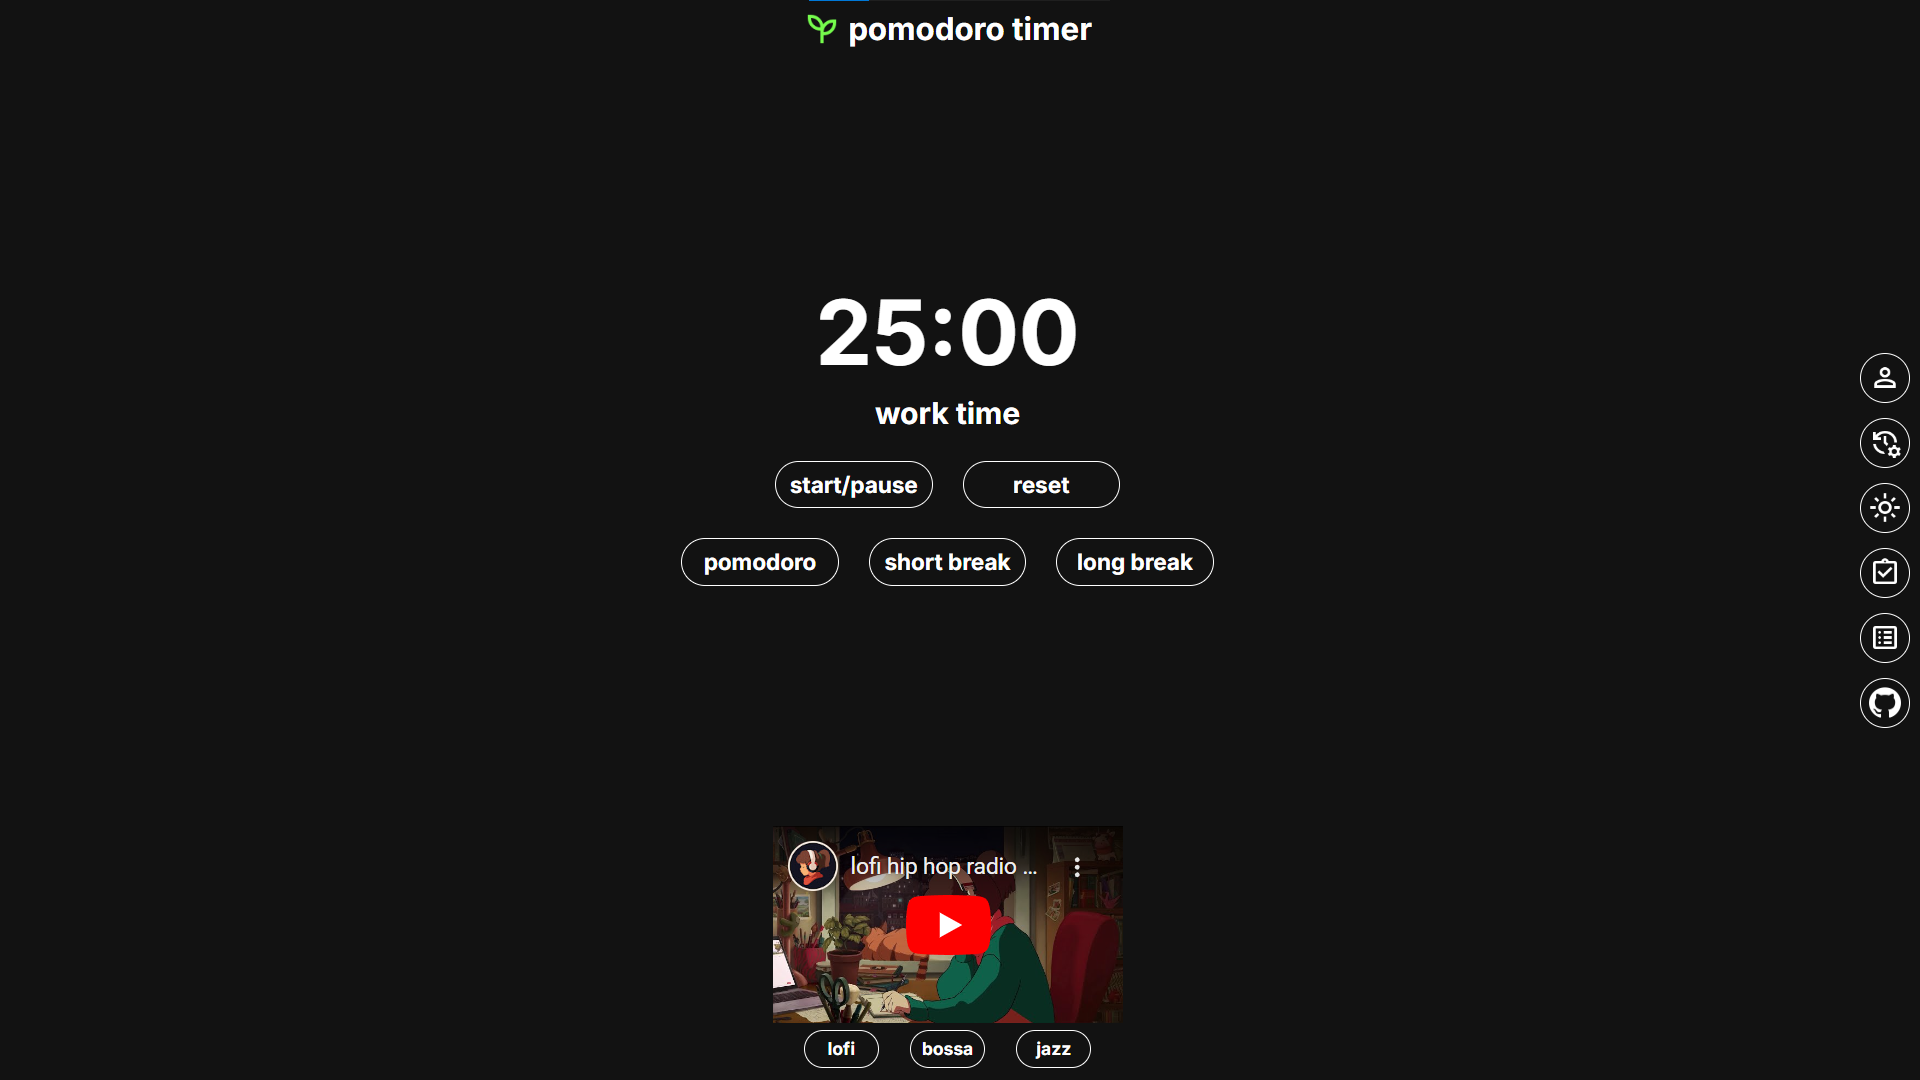 pomodoro timer
25:00
work time
start/pause reset
pomodoro short break long break
lofi hip hop radio ...
lofi bossa jazz